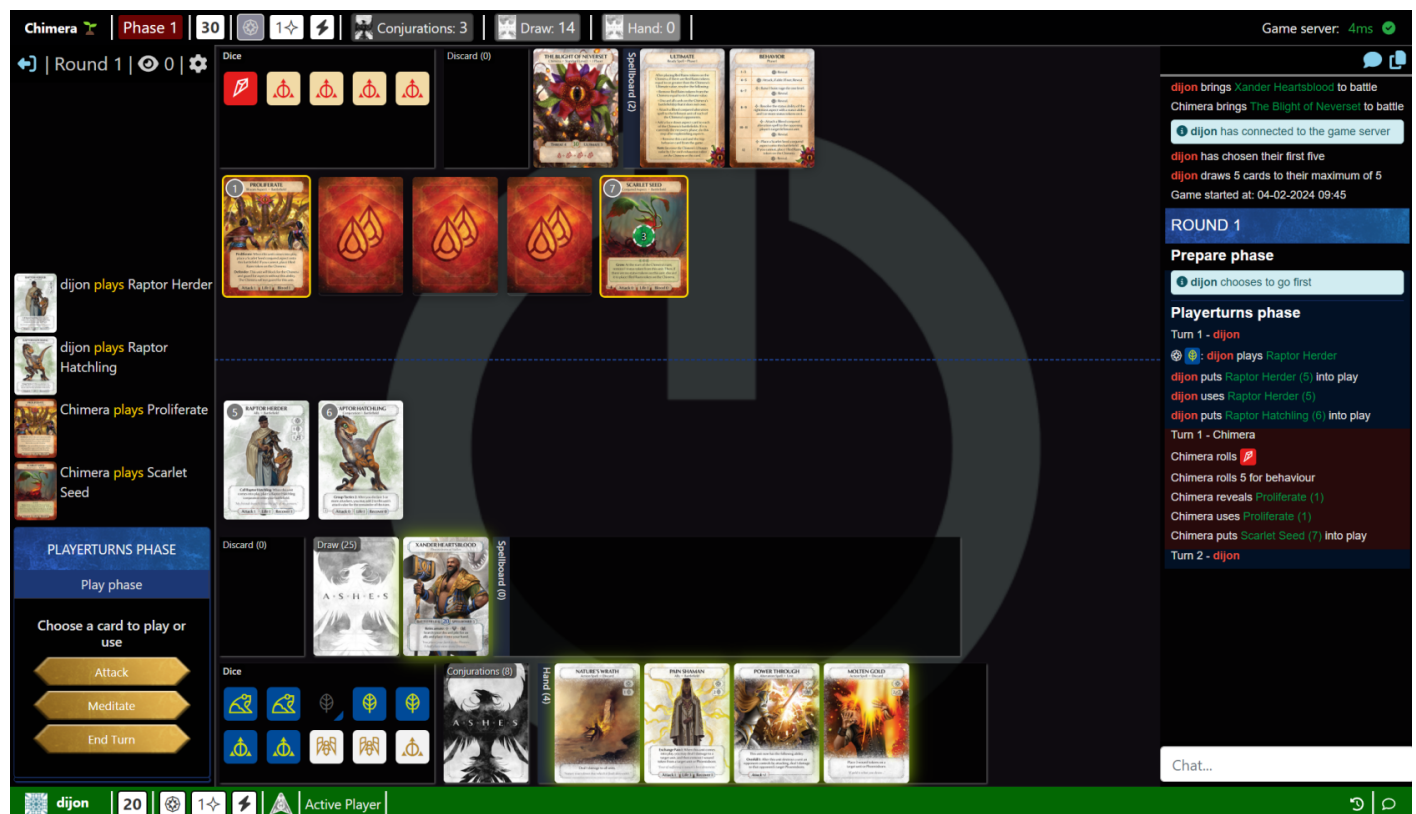 Chimera
Phase 1
30
1
Conjurations: 3
Draw: 14
Hand: 0
Game server: 4ms
Round 1
0
Dice
Discard (0)
THE BLIGHT OF NEVERSET
Spellboard (2)
ULTIMATE
BEHAVIOR
1
PROLIFERATE
7
SCARLET SEED
3
dijon plays Raptor Herder
dijon plays Raptor
Hatchling
Chimera plays Proliferate
Chimera plays Scarlet
Seed
5
RAPTOR HERDER
6
RAPTOR HATCHLING
PLAYERTURNS PHASE
Play phase
Choose a card to play or
use
Attack
Meditate
End Turn
Discard (0)
Draw (25)
A·S·H·E·S
XANDER HEARTSBLOOD
Spellboard (0)
Dice
Conjurations (8)
A·S·H·E·S
Hand (4)
NATURE'S WRATH
PAIN SHAMAN
POWER THROUGH
MOLTEN GOLD
dijon brings Xander Heartsblood to battle
Chimera brings The Blight of Neverset to battle
dijon has connected to the game server
dijon has chosen their first five
dijon draws 5 cards to their maximum of 5
Game started at: 04-02-2024 09:45
ROUND 1
Prepare phase
dijon chooses to go first
Playerturns phase
Turn 1 - dijon
: dijon plays Raptor Herder
dijon puts Raptor Herder (5) into play
dijon uses Raptor Herder (5)
dijon puts Raptor Hatchling (6) into play
Turn 1 - Chimera
Chimera rolls
Chimera rolls 5 for behaviour
Chimera reveals Proliferate (1)
Chimera uses Proliferate (1)
Chimera puts Scarlet Seed (7) into play
Turn 2 - dijon
Chat...
dijon
20
1
Active Player